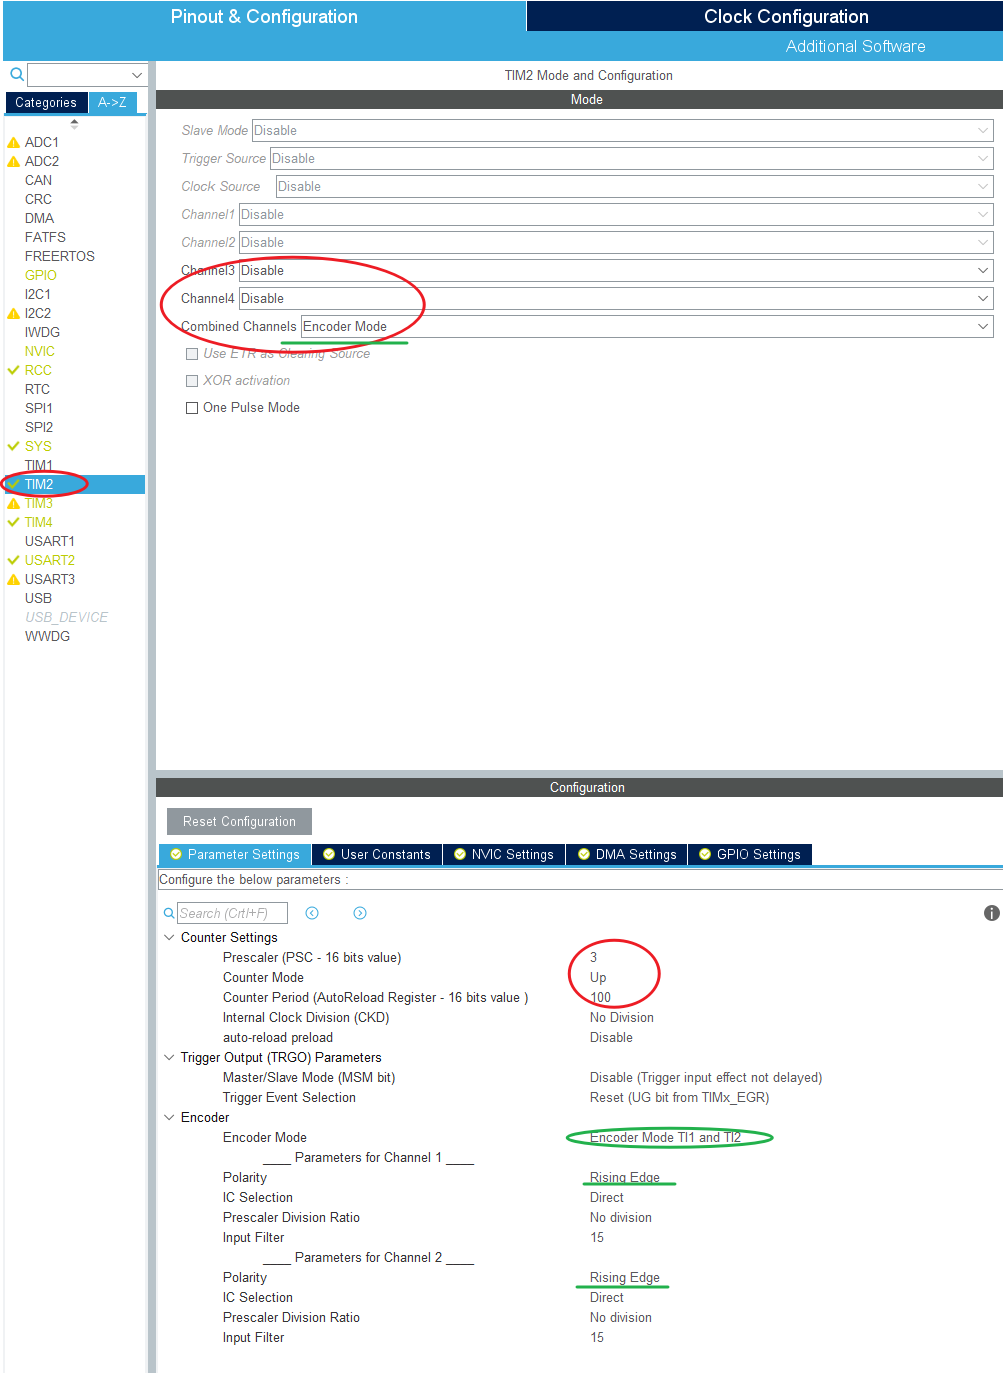 Pinout & Configuration
Clock Configuration
Additional Software
Categories
A->Z
ADC1
ADC2
CAN
CRC
DMA
FATFS
FREERTOS
GPIO
I2C1
I2C2
IWDG
NVIC
RCC
RTC
SPI1
SPI2
SYS
TIM1
TIM2
TIM3
TIM4
USART1
USART2
USART3
USB
USB_DEVICE
WWDG
TIM2 Mode and Configuration
Mode
Slave Mode Disable
Trigger Source Disable
Clock Source Disable
Channel1 Disable
Channel2 Disable
Channel3 Disable
Channel4 Disable
Combined Channels Encoder Mode
Use ETR as Clearing Source
XOR activation
One Pulse Mode
Configuration
Reset Configuration
Parameter Settings
User Constants
NVIC Settings
DMA Settings
GPIO Settings
Configure the below parameters :
Search (Crtl+F)
Counter Settings
Prescaler (PSC - 16 bits value) 3
Counter Mode Up
Counter Period (AutoReload Register - 16 bits value ) 100
Internal Clock Division (CKD) No Division
auto-reload preload Disable
Trigger Output (TRGO) Parameters
Master/Slave Mode (MSM bit) Disable (Trigger input effect not delayed)
Trigger Event Selection Reset (UG bit from TIMx_EGR)
Encoder
Encoder Mode Encoder Mode TI1 and TI2
____ Parameters for Channel 1 ____
Polarity Rising Edge
IC Selection Direct
Prescaler Division Ratio No division
Input Filter 15
____ Parameters for Channel 2 ____
Polarity Rising Edge
IC Selection Direct
Prescaler Division Ratio No division
Input Filter 15